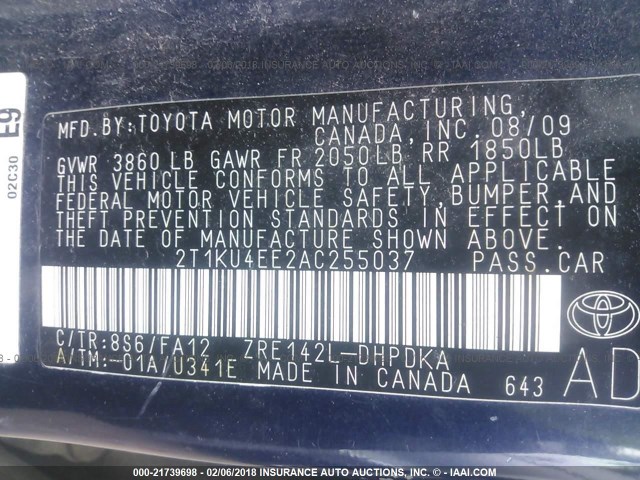 E9
02C30
MFD.BY:TOYOTA MOTOR MANUFACTURING,
CANADA,INC. 08/09
GVWR 3860 LB GAWR FR 2050LB RR 1850LB
THIS VEHICLE CONFORMS TO ALL APPLICABLE
FEDERAL MOTOR VEHICLE SAFETY,BUMPER,AND
THEFT PREVENTION STANDARDS IN EFFECT ON
THE DATE OF MANUFACTURE SHOWN ABOVE.
2T1KU4EE2AC255037 PASS.CAR
C/TR:8S6/FA12 ZRE142L-DHPDKA
A/TM:-01A/U341E MADE IN CANADA 643
AD
000-21739698 - 02/06/2018 INSURANCE AUTO AUCTIONS, INC. - © - IAAI.COM